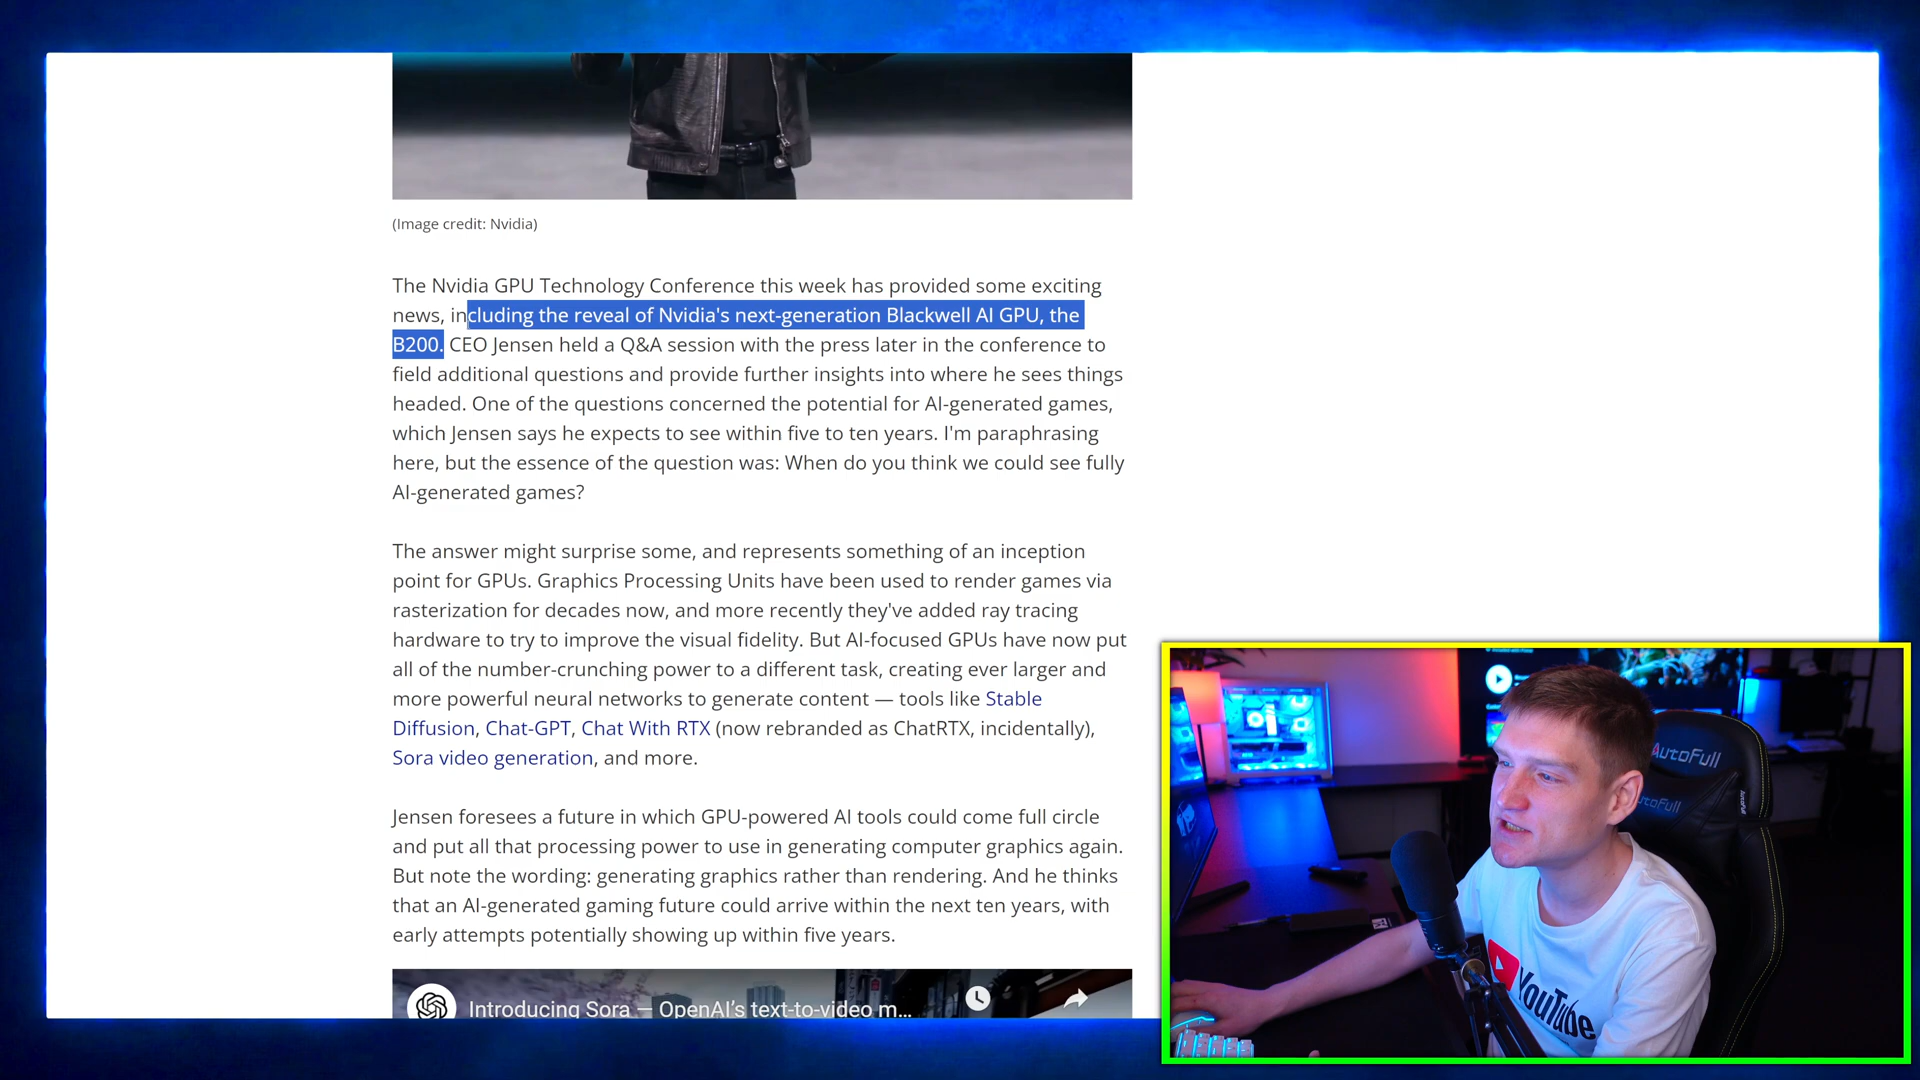 (Image credit: Nvidia)
The Nvidia GPU Technology Conference this week has provided some exciting
news, including the reveal of Nvidia's next-generation Blackwell AI GPU, the
B200. CEO Jensen held a Q&A session with the press later in the conference to
field additional questions and provide further insights into where he sees things
headed. One of the questions concerned the potential for AI-generated games,
which Jensen says he expects to see within five to ten years. I'm paraphrasing
here, but the essence of the question was: When do you think we could see fully
AI-generated games?
The answer might surprise some, and represents something of an inception
point for GPUs. Graphics Processing Units have been used to render games via
rasterization for decades now, and more recently they've added ray tracing
hardware to try to improve the visual fidelity. But AI-focused GPUs have now put
all of the number-crunching power to a different task, creating ever larger and
more powerful neural networks to generate content — tools like Stable
Diffusion, Chat-GPT, Chat With RTX (now rebranded as ChatRTX, incidentally),
Sora video generation, and more.
Jensen foresees a future in which GPU-powered AI tools could come full circle
and put all that processing power to use in generating computer graphics again.
But note the wording: generating graphics rather than rendering. And he thinks
that an AI-generated gaming future could arrive within the next ten years, with
early attempts potentially showing up within five years.
Introducing Sora — OpenAI's text-to-video m...
AutoFull
AutoFull
YouTube